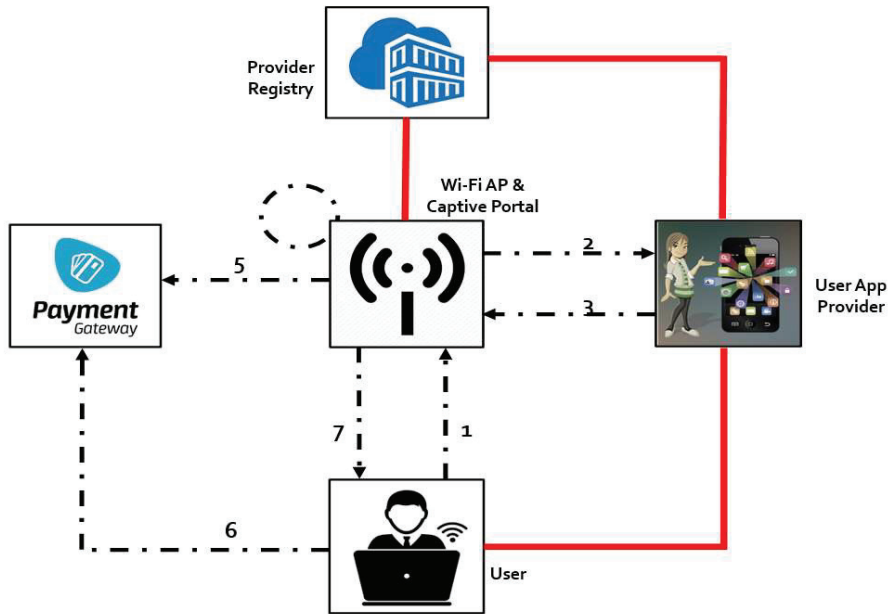 Provider
Registry
Wi-Fi AP &
Captive Portal
2
5
Payment
Gateway
3
User App
Provider
7
1
6
User